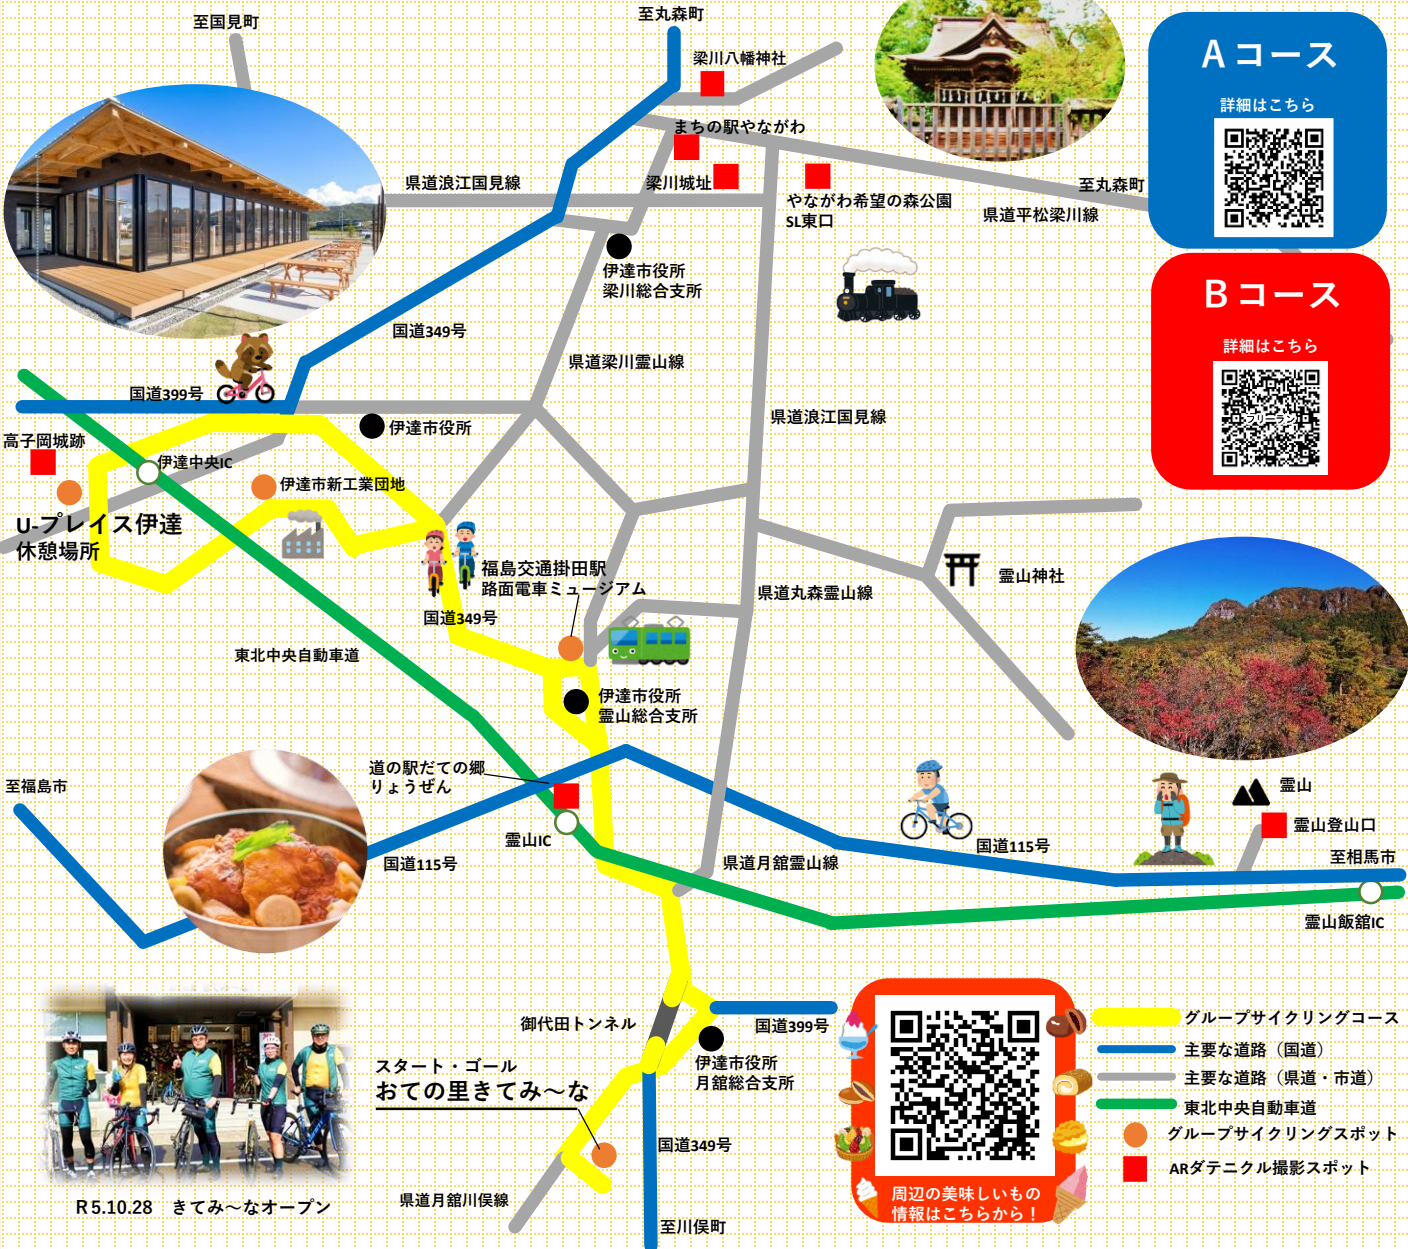 至国見町
至丸森町
梁川八幡神社
まちの駅やながわ
県道浪江国見線
梁川城址
やながわ希望の森公園
SL東口
至丸森町
県道平松梁川線
Aコース
詳細はこちら
Bコース
詳細はこちら
フリーラン
伊達市役所
梁川総合支所
国道349号
県道梁川霊山線
国道399号
県道浪江国見線
伊達市役所
高子岡城跡
伊達中央IC
伊達市新工業団地
U-プレイス伊達
休憩場所
福島交通掛田駅
路面電車ミュージアム
国道349号
県道丸森霊山線
霊山神社
東北中央自動車道
伊達市役所
霊山総合支所
道の駅だての郷
りょうぜん
至福島市
霊山IC
国道115号
県道月舘霊山線
国道115号
霊山
霊山登山口
至相馬市
霊山飯舘IC
御代田トンネル
国道399号
伊達市役所
月舘総合支所
スタート・ゴール
おての里きてみ～な
国道349号
県道月舘川俣線
至川俣町
R5.10.28 きてみ～なオープン
周辺の美味しいもの
情報はこちらから！
グループサイクリングコース
主要な道路（国道）
主要な道路（県道・市道）
東北中央自動車道
グループサイクリングスポット
ARダテニクル撮影スポット